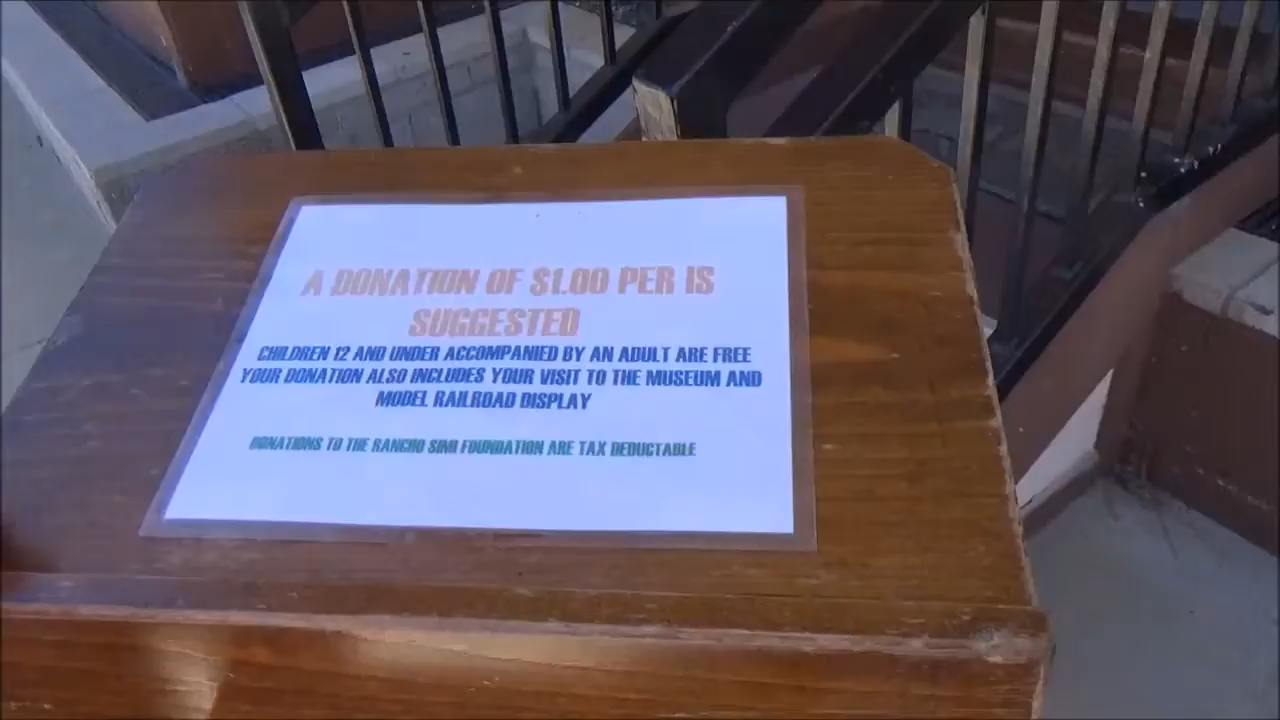 A DONATION OF $1.00 PER IS
SUGGESTED
CHILDREN 12 AND UNDER ACCOMPANIED BY AN ADULT ARE FREE
YOUR DONATION ALSO INCLUDES YOUR VISIT TO THE MUSEUM AND
MODEL RAILROAD DISPLAY
DONATIONS TO THE RANCHO SIMI FOUNDATION ARE TAX DEDUCTABLE